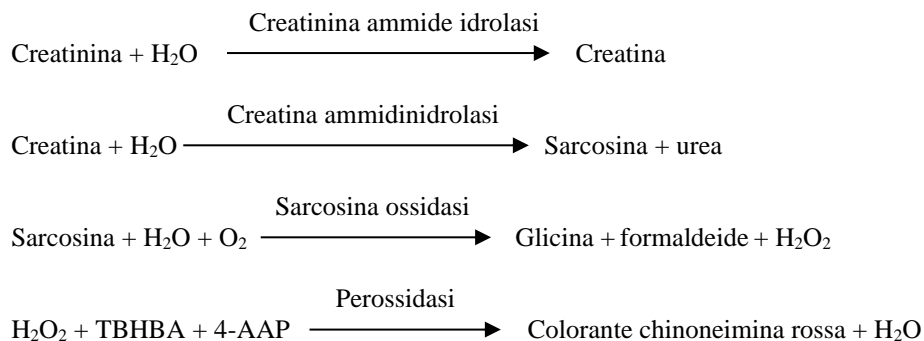 Creatinina ammide idrolasi
Creatinina + H₂O Creatina
Creatina ammidinidrolasi
Creatina + H₂O Sarcosina + urea
Sarcosina ossidasi
Sarcosina + H₂O + O₂ Glicina + formaldeide + H₂O₂
Perossidasi
H₂O₂ + TBHBA + 4-AAP Colorante chinoneimina rossa + H₂O